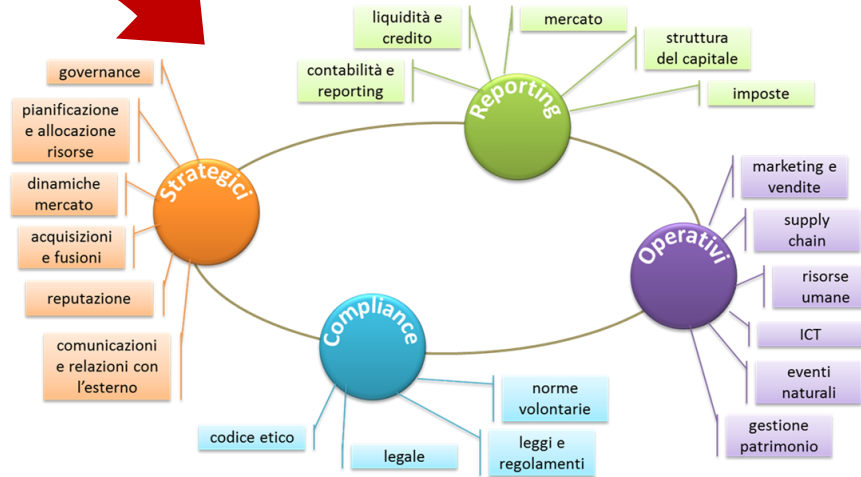 Strategici
governance
pianificazione
e allocazione
risorse
dinamiche
mercato
acquisizioni
e fusioni
reputazione
comunicazioni
e relazioni con
l'esterno
Reporting
contabilità e
reporting
liquidità e
credito
mercato
struttura
del capitale
imposte
Operativi
marketing e
vendite
supply
chain
risorse
umane
ICT
eventi
naturali
gestione
patrimonio
Compliance
codice etico
legale
leggi e
regolamenti
norme
volontarie